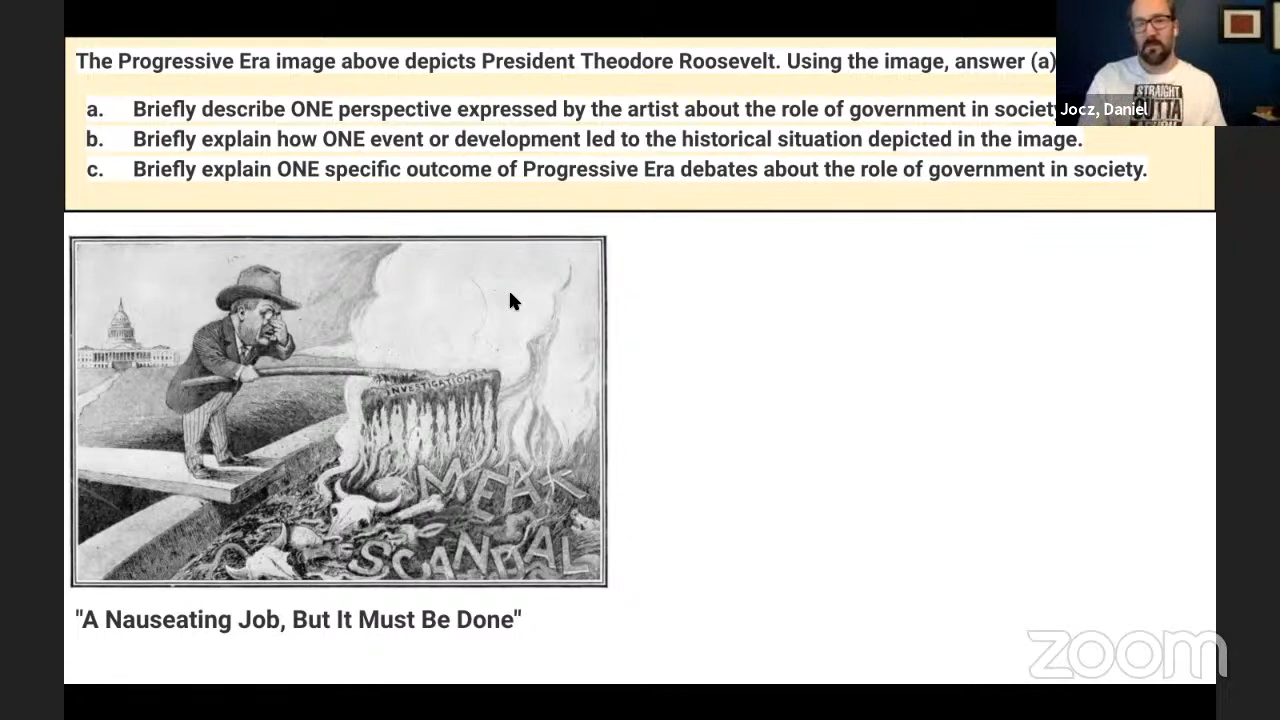 The Progressive Era image above depicts President Theodore Roosevelt. Using the image, answer (a)
a. Briefly describe ONE perspective expressed by the artist about the role of government in society
b. Briefly explain how ONE event or development led to the historical situation depicted in the image.
c. Briefly explain ONE specific outcome of Progressive Era debates about the role of government in society.
STRAIGHT
Jocz, Daniel
INVESTIGATION
MEAT
SCANDAL
"A Nauseating Job, But It Must Be Done"
zoom